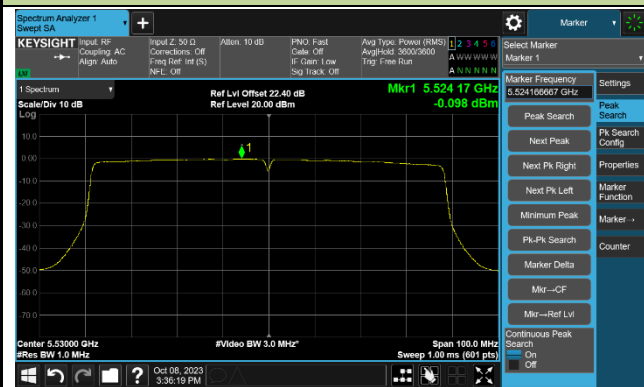 Spectrum Analyzer 1
Swept SA
Marker
KEYSIGHT
Input: RF
Coupling: AC
Align: Auto
Input Z: 50 Ω
Corrections: Off
Freq Ref: Int (S)
NFE: Off
Atten: 10 dB
PNO: Fast
Gate: Off
IF Gain: Low
Sig Track: Off
Avg Type: Power (RMS)
Avg|Hold: 3600/3600
Trig: Free Run
1 2 3 4 5 6
A W W W W W
A N N N N N
LXI
Select Marker
Marker 1
1 Spectrum
Scale/Div 10 dB
Log
Ref Lvl Offset 22.40 dB
Ref Level 20.00 dBm
Mkr1 5.524 17 GHz
-0.098 dBm
10.0
0.00
-10.0
-20.0
-30.0
-40.0
-50.0
-60.0
-70.0
1
Center 5.53000 GHz
#Res BW 1.0 MHz
#Video BW 3.0 MHz*
Span 100.0 MHz
Sweep 1.00 ms (601 pts)
Marker Frequency
5.524166667 GHz
Peak Search
Next Peak
Next Pk Right
Next Pk Left
Minimum Peak
Pk-Pk Search
Marker Delta
Mkr→CF
Mkr→Ref Lvl
Continuous Peak
Search
On
Off
Settings
Peak
Search
Pk Search
Config
Properties
Marker
Function
Marker→
Counter
Oct 08, 2023
3:36:19 PM